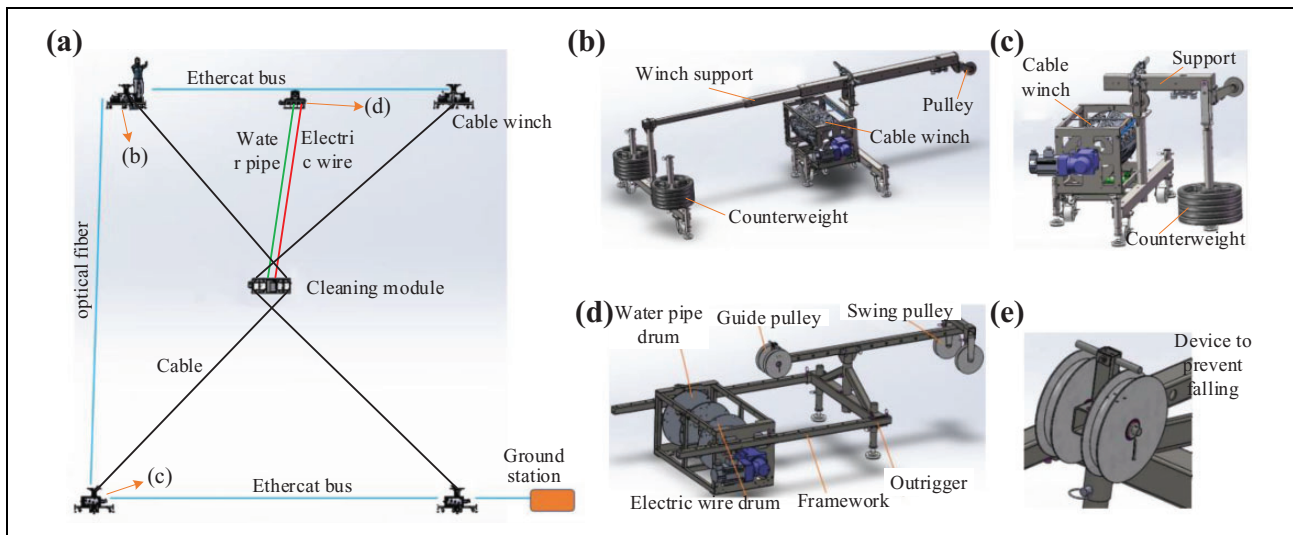 (a)
Ethercat bus
(d)
(b)
Wate
r pipe
Electri
c wire
Cable winch
optical fiber
Cleaning module
Cable
(c)
Ethercat bus
Ground
station
(b)
Winch support
Pulley
Cable winch
Counterweight
(c)
Cable
winch
Support
Counterweight
(d)
Water pipe
drum
Guide pulley
Swing pulley
Electric wire drum
Framework
Outrigger
(e)
Device to
prevent
falling